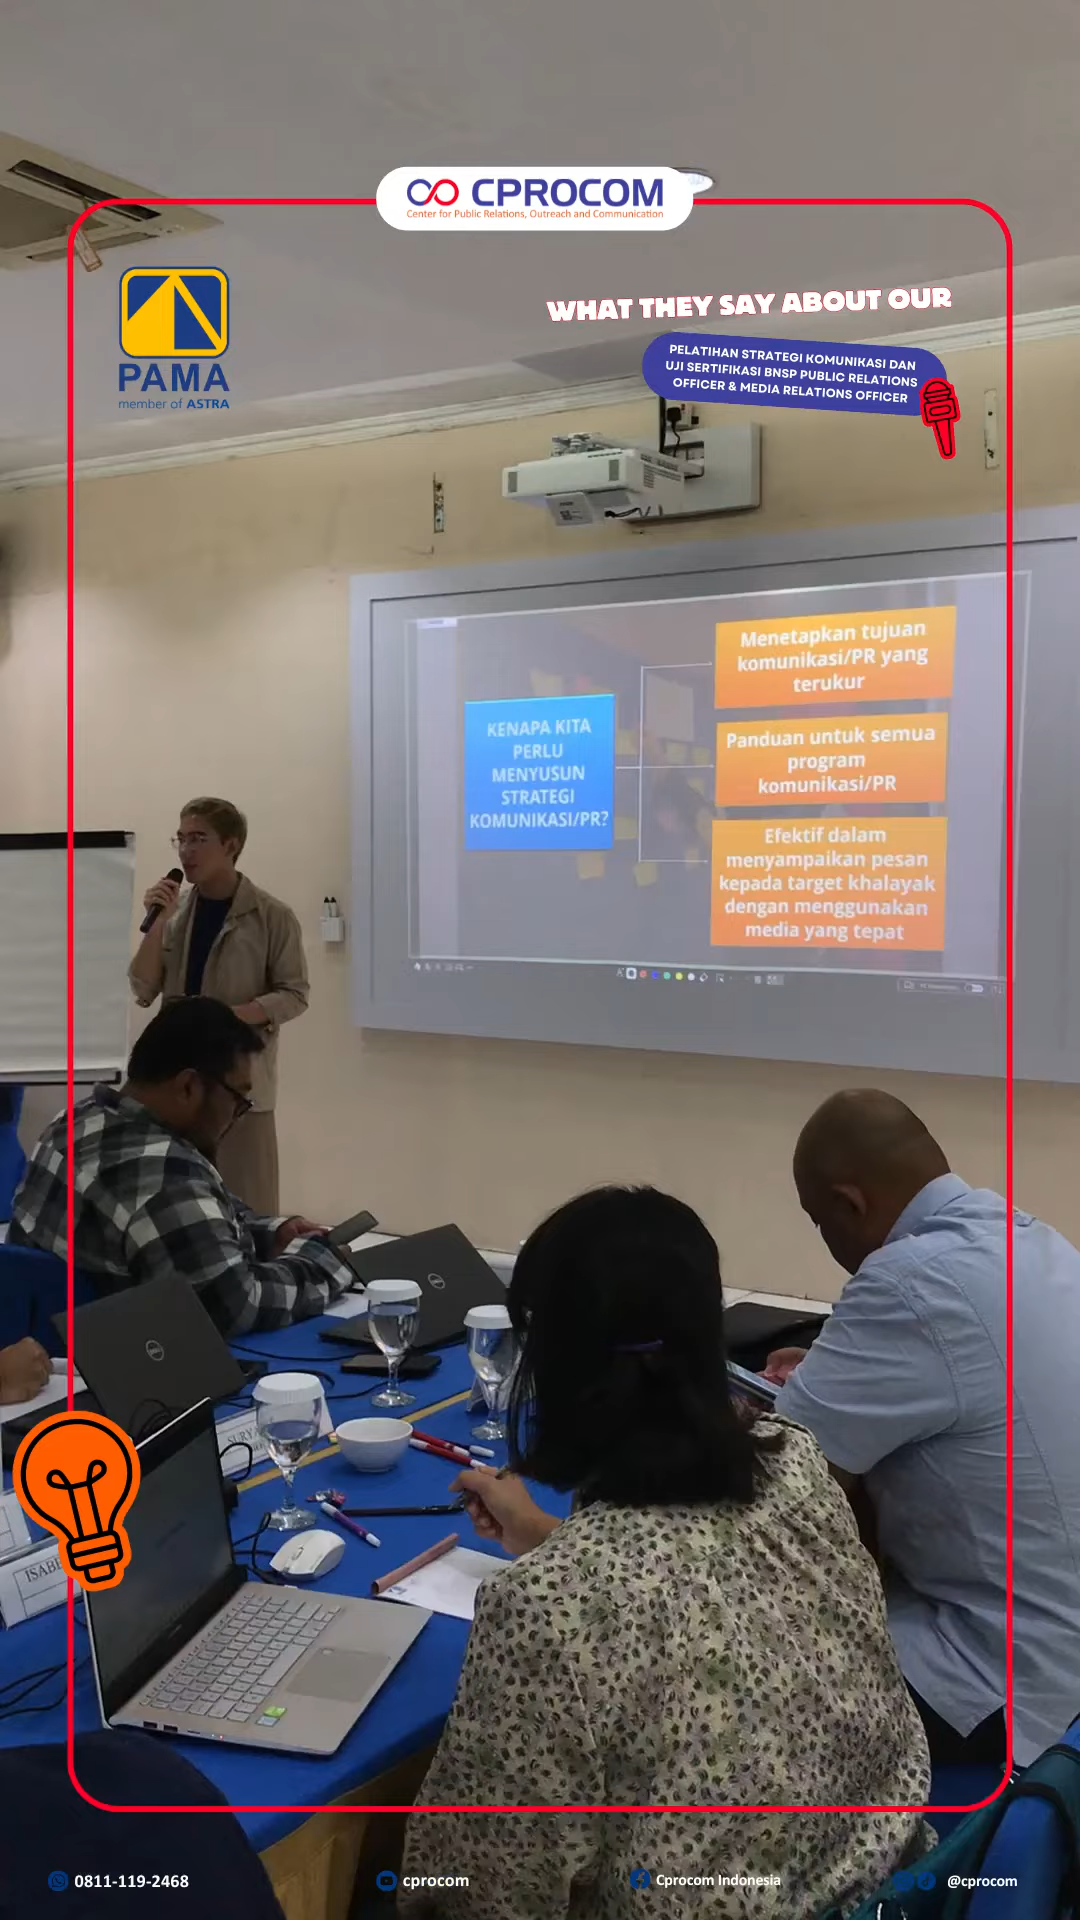 CPROCOM
Center for Public Relations, Outreach and Communication
PAMA
member of ASTRA
WHAT THEY SAY ABOUT OUR
PELATIHAN STRATEGI KOMUNIKASI DAN
UJI SERTIFIKASI BNSP PUBLIC RELATIONS
OFFICER & MEDIA RELATIONS OFFICER
KENAPA KITA
PERLU
MENYUSUN
STRATEGI
KOMUNIKASI/PR?
Menetapkan tujuan
komunikasi/PR yang
terukur
Panduan untuk semua
program
komunikasi/PR
Efektif dalam
menyampaikan pesan
kepada target khalayak
dengan menggunakan
media yang tepat
0811-119-2468
cprocom
Cprocom Indonesia
@cprocom